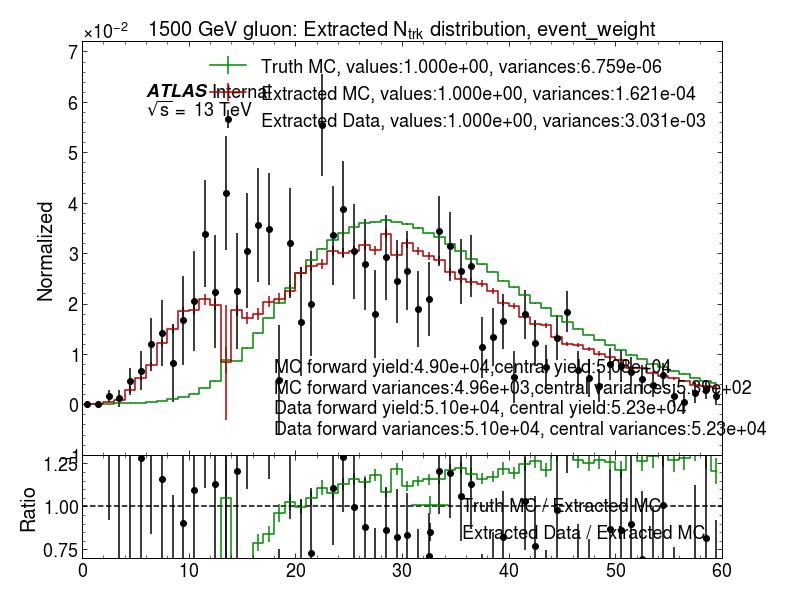 ×10⁻² 1500 GeV gluon: Extracted Nₜᵣₖ distribution, event_weight
Truth MC, values:1.000e+00, variances:6.759e-06
ATLAS Internal
Extracted MC, values:1.000e+00, variances:1.621e-04
√s = 13 TeV
Extracted Data, values:1.000e+00, variances:3.031e-03
Normalized
7
6
5
4
3
2
1
0
MC forward yield:4.90e+04,central yield:5.08e+04
MC forward variances:4.96e+03,central variances:5.39e+02
Data forward yield:5.10e+04, central yield:5.23e+04
Data forward variances:5.10e+04, central variances:5.23e+04
Ratio
1.25
1.00
0.75
Truth MC / Extracted MC
Extracted Data / Extracted MC
0 10 20 30 40 50 60